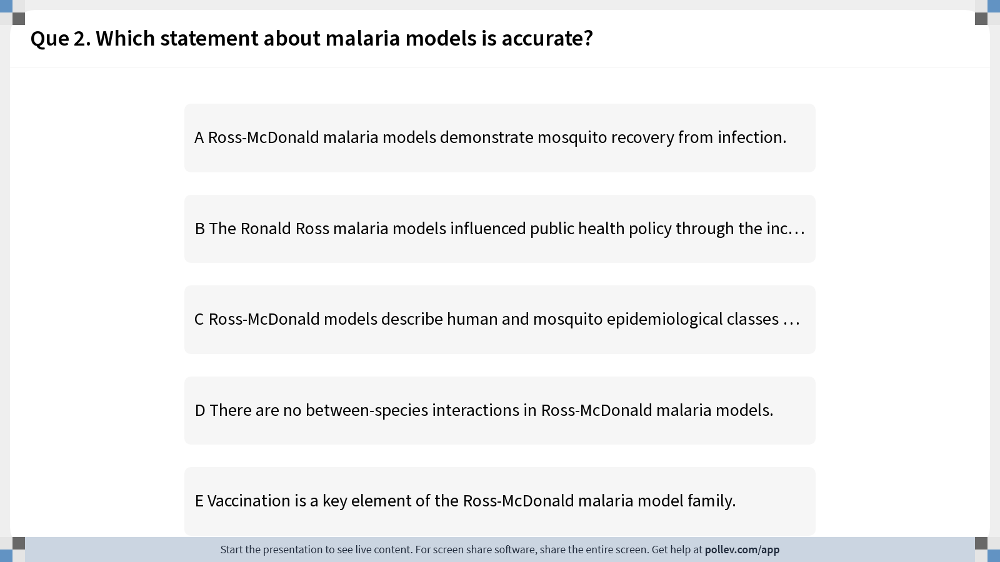 Que 2. Which statement about malaria models is accurate?
A Ross-McDonald malaria models demonstrate mosquito recovery from infection.
B The Ronald Ross malaria models influenced public health policy through the inc...
C Ross-McDonald models describe human and mosquito epidemiological classes ...
D There are no between-species interactions in Ross-McDonald malaria models.
E Vaccination is a key element of the Ross-McDonald malaria model family.
Start the presentation to see live content. For screen share software, share the entire screen. Get help at pollev.com/app